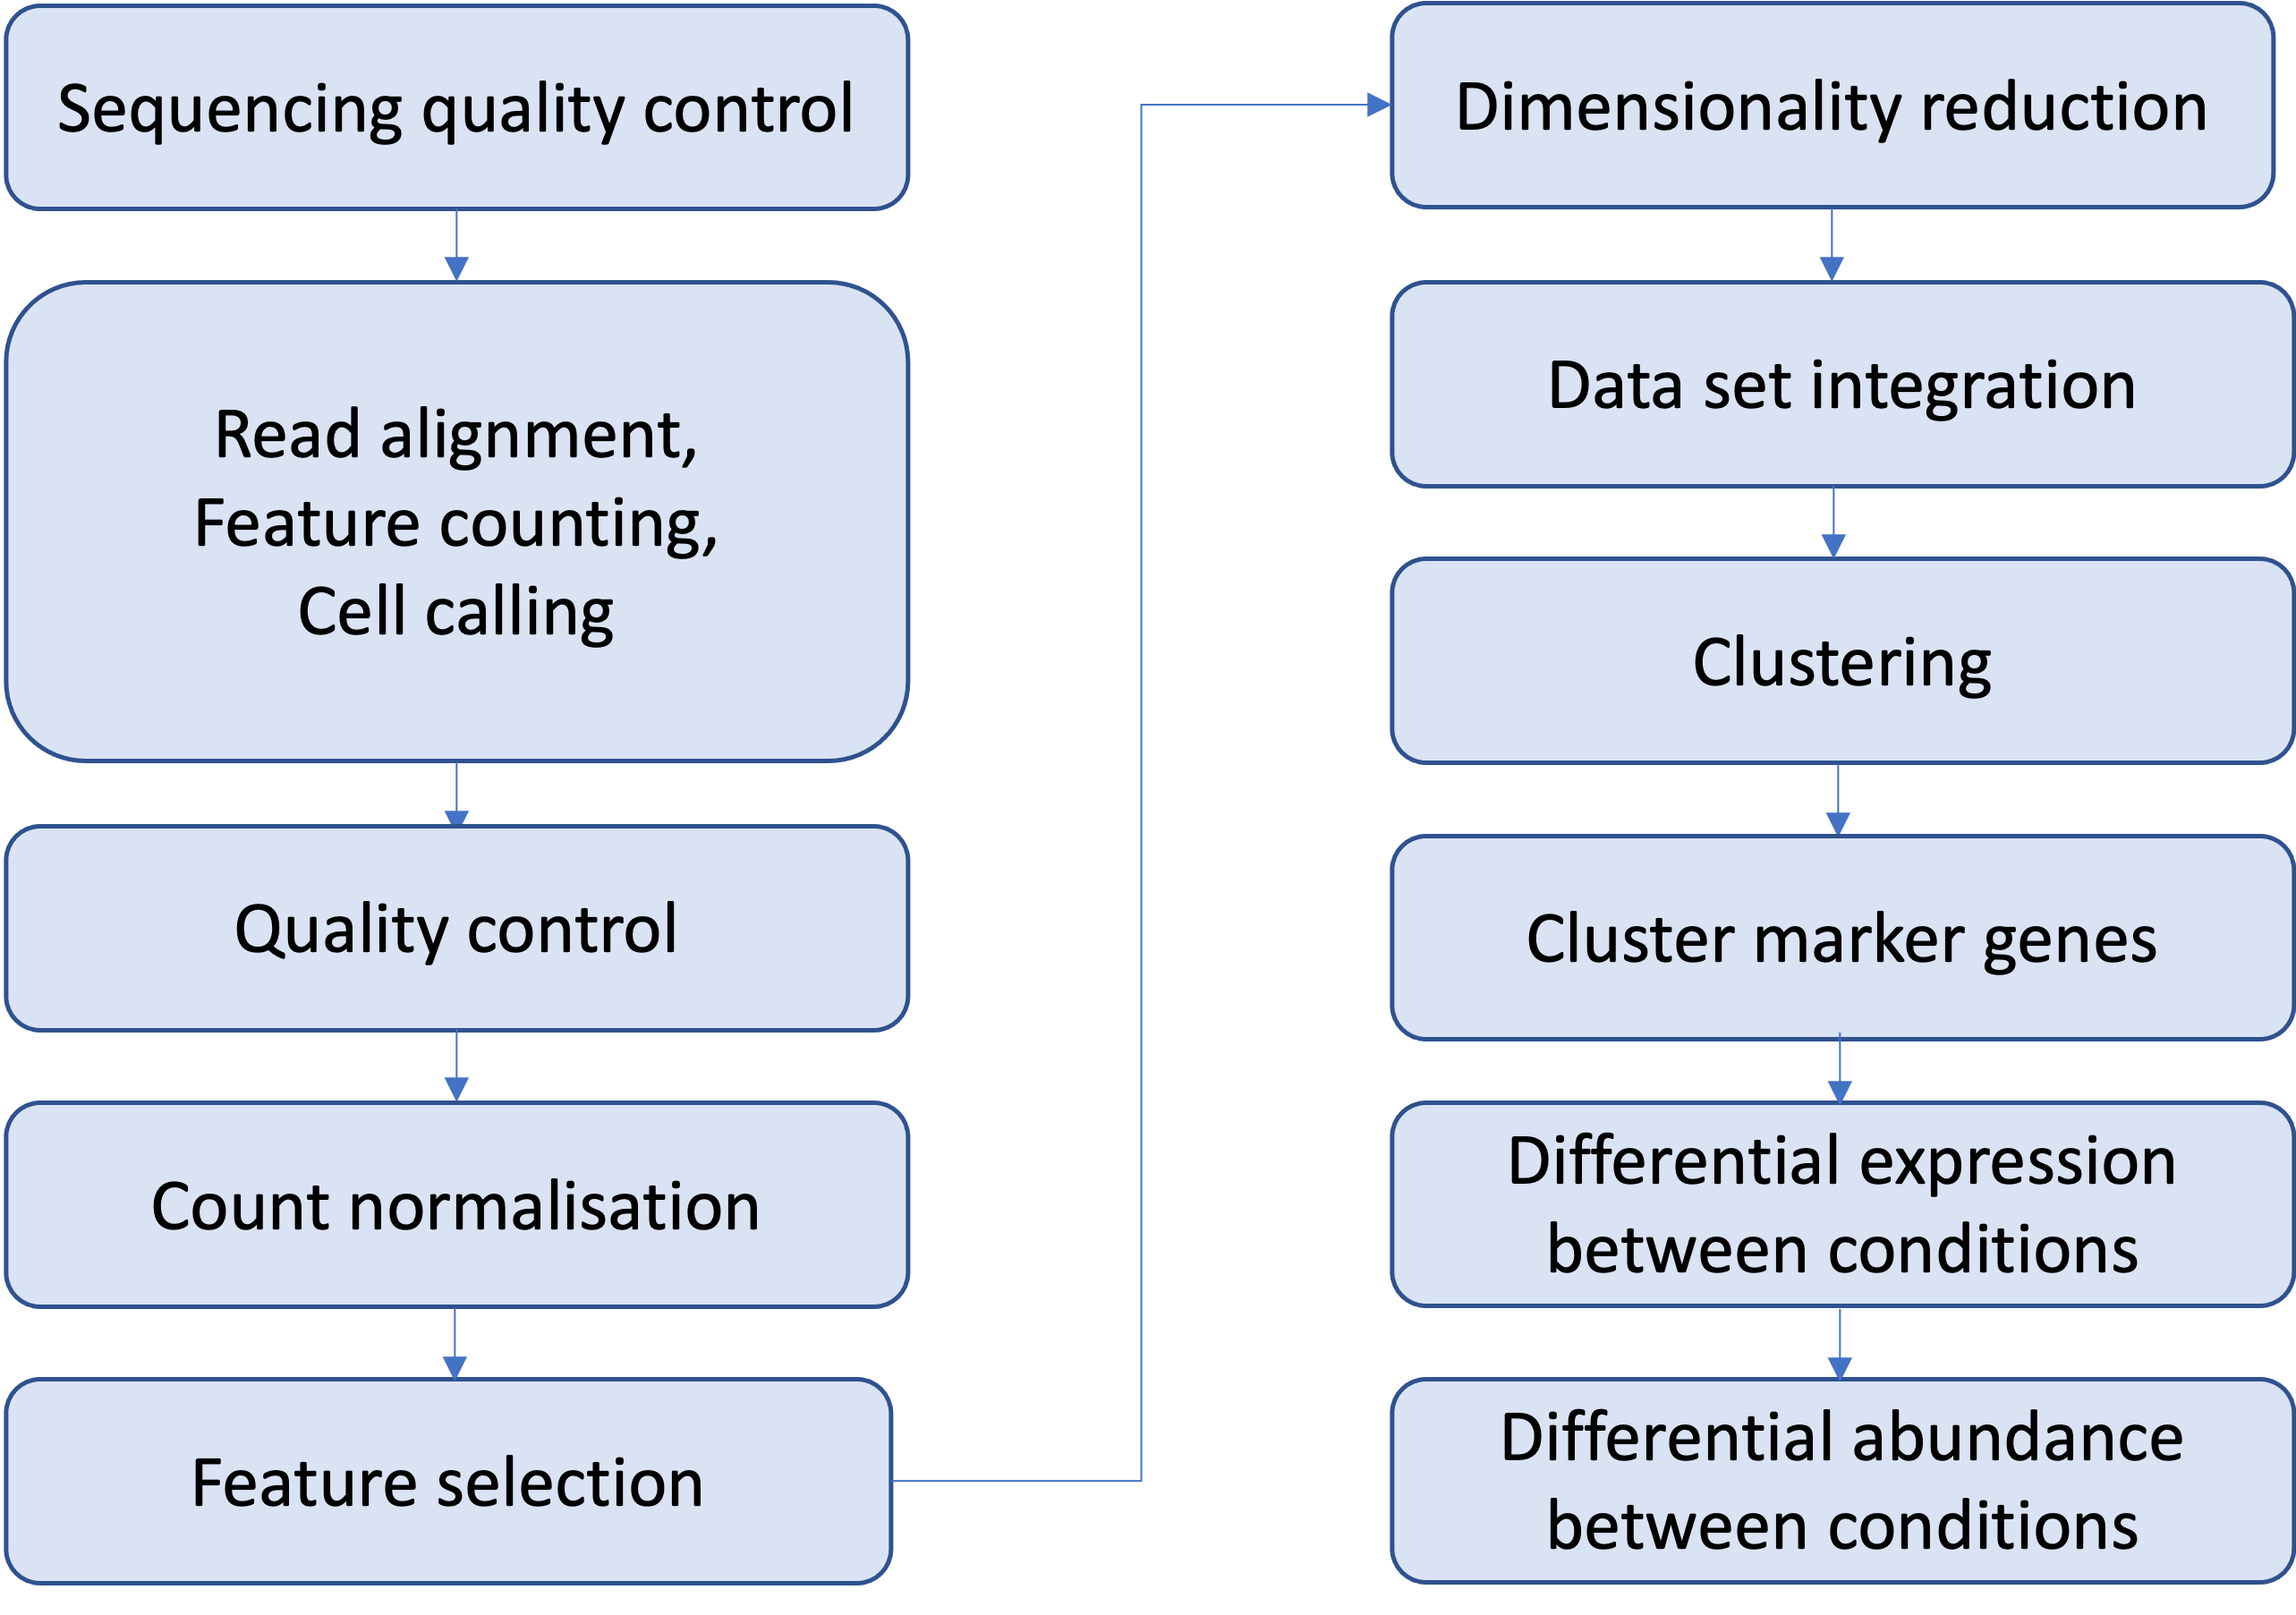 Sequencing quality control
Read alignment,
Feature counting,
Cell calling
Quality control
Count normalisation
Feature selection
Dimensionality reduction
Data set integration
Clustering
Cluster marker genes
Differential expression
between conditions
Differential abundance
between conditions